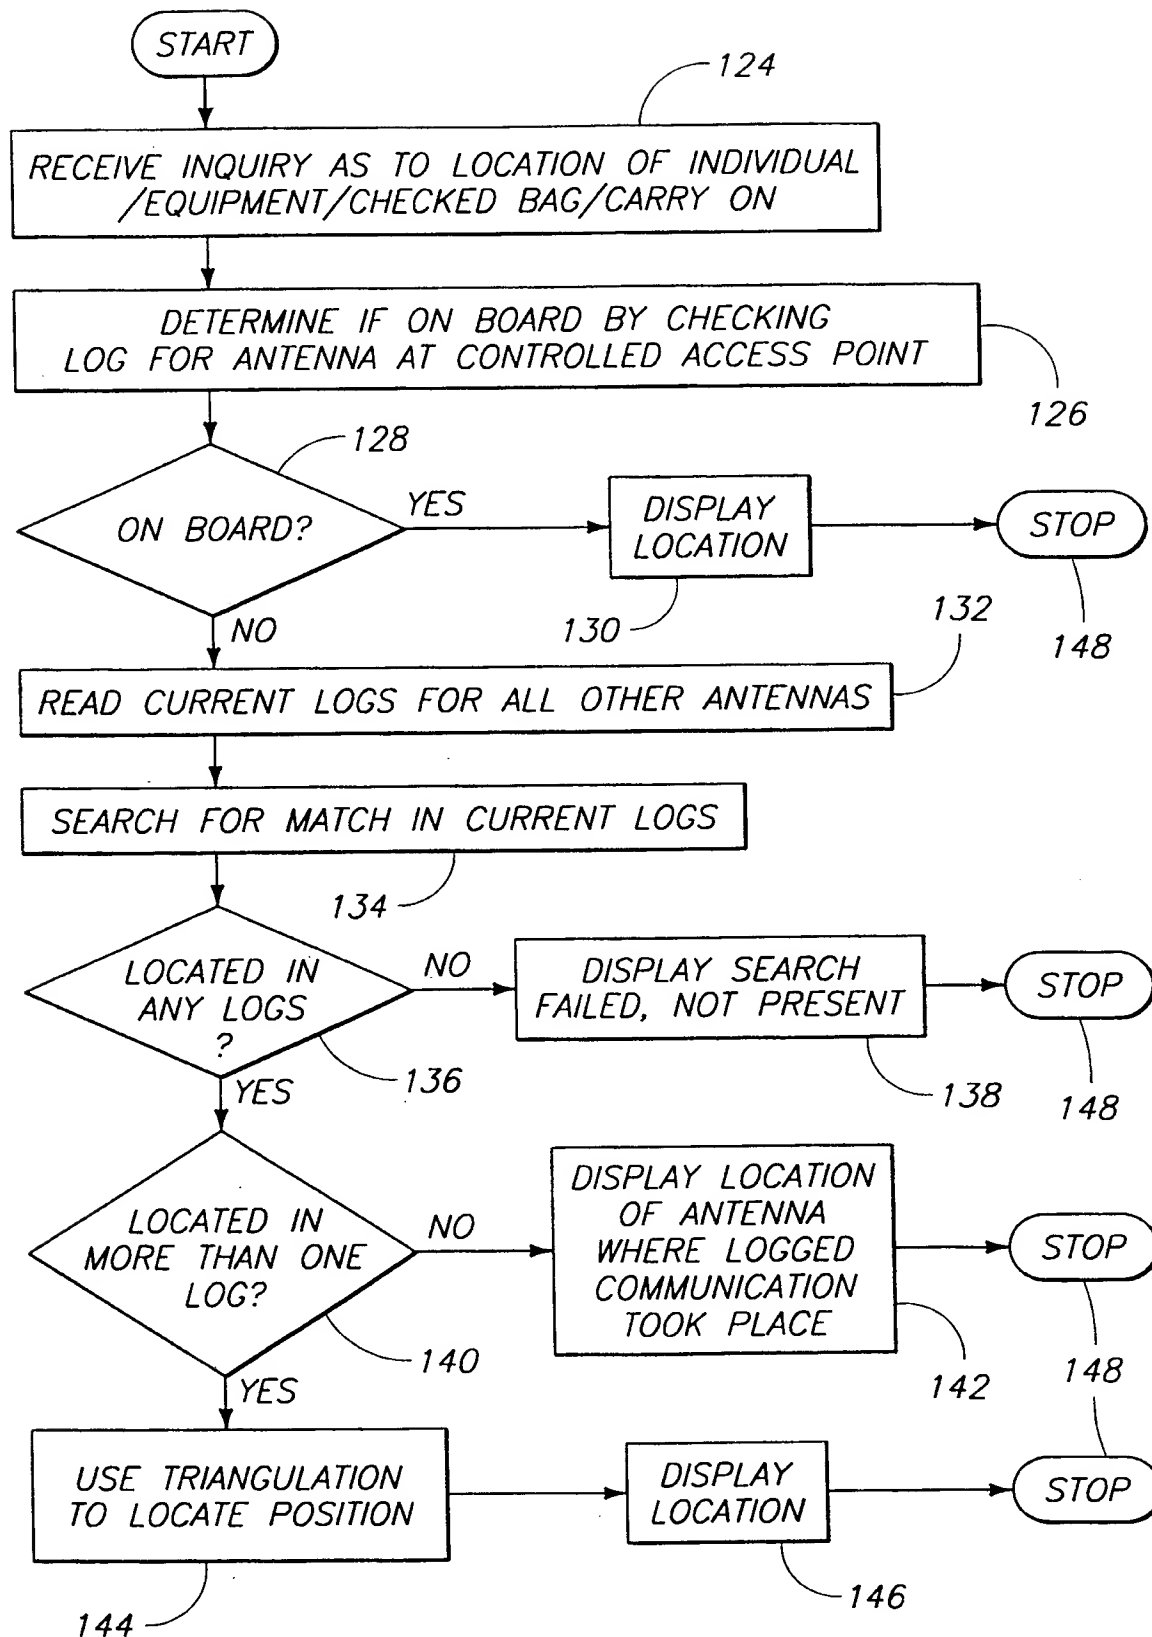 START
124
RECEIVE INQUIRY AS TO LOCATION OF INDIVIDUAL
/EQUIPMENT/CHECKED BAG/CARRY ON
DETERMINE IF ON BOARD BY CHECKING
LOG FOR ANTENNA AT CONTROLLED ACCESS POINT
126
128
ON BOARD?
YES
DISPLAY
LOCATION
STOP
130
132
148
NO
READ CURRENT LOGS FOR ALL OTHER ANTENNAS
SEARCH FOR MATCH IN CURRENT LOGS
134
LOCATED IN
ANY LOGS
?
NO
DISPLAY SEARCH
FAILED, NOT PRESENT
STOP
136
138
148
YES
LOCATED IN
MORE THAN ONE
LOG?
NO
DISPLAY LOCATION
OF ANTENNA
WHERE LOGGED
COMMUNICATION
TOOK PLACE
STOP
140
142
148
YES
USE TRIANGULATION
TO LOCATE POSITION
DISPLAY
LOCATION
STOP
144
146